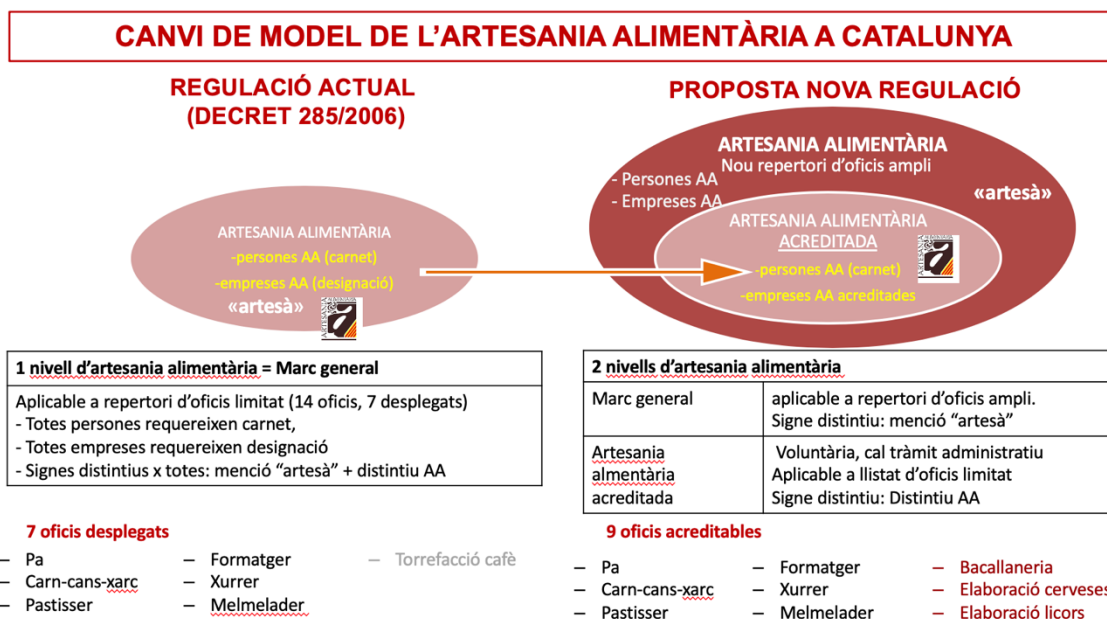 CANVI DE MODEL DE L'ARTESANIA ALIMENTÀRIA A CATALUNYA
REGULACIÓ ACTUAL
(DECRET 285/2006)
ARTESANIA ALIMENTÀRIA
-persones AA (carnet)
-empreses AA (designació)
«artesà»
1 nivell d'artesania alimentària = Marc general
Aplicable a repertori d'oficis limitat (14 oficis, 7 desplegats)
- Totes persones requereixen carnet,
- Totes empreses requereixen designació
- Signes distintius x totes: menció "artesà" + distintiu AA
7 oficis desplegats
– Pa
– Carn-cans-xarc
– Pastisser
– Formatger
– Xurrer
– Melmelader
– Torrefacció cafè
PROPOSTA NOVA REGULACIÓ
ARTESANIA ALIMENTÀRIA
Nou repertori d'oficis ampli
- Persones AA
- Empreses AA
«artesà»
ARTESANIA ALIMENTÀRIA
ACREDITADA
-persones AA (carnet)
-empreses AA acreditades
2 nivells d'artesania alimentària
Marc general
aplicable a repertori d'oficis ampli.
Signe distintiu: menció "artesà"
Artesania
almentària
acreditada
Voluntària, cal tràmit administratiu
Aplicable a llistat d'oficis limitat
Signe distintiu: Distintiu AA
9 oficis acreditables
– Pa
– Carn-cans-xarc
– Pastisser
– Formatger
– Xurrer
– Melmelader
– Bacallaneria
– Elaboració cerveses
– Elaboració licors